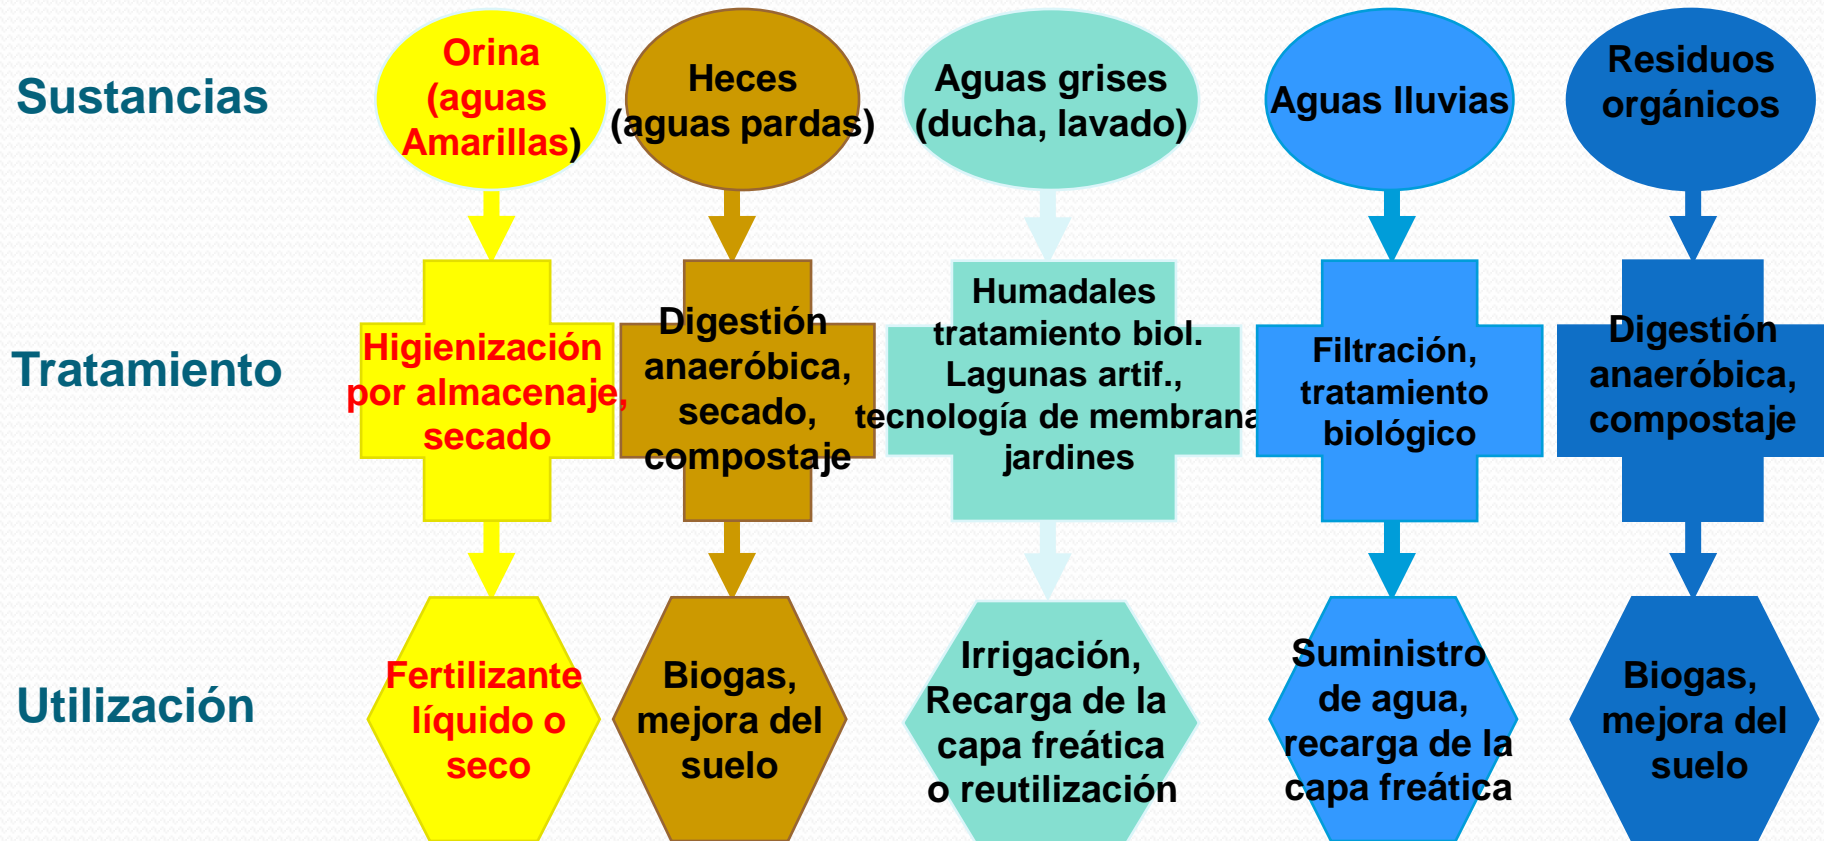 Sustancias
Orina
(aguas
Amarillas)
Heces
(aguas pardas)
Aguas grises
(ducha, lavado)
Aguas lluvias
Residuos
orgánicos
Tratamiento
Higienización
por almacenaje,
secado
Digestión
anaeróbica,
secado,
compostaje
Humadales
tratamiento biol.
Lagunas artif.,
tecnología de membrana
jardines
Filtración,
tratamiento
biológico
Digestión
anaeróbica,
compostaje
Utilización
Fertilizante
líquido o
seco
Biogas,
mejora del
suelo
Irrigación,
Recarga de la
capa freática
o reutilización
Suministro
de agua,
recarga de la
capa freática
Biogas,
mejora del
suelo